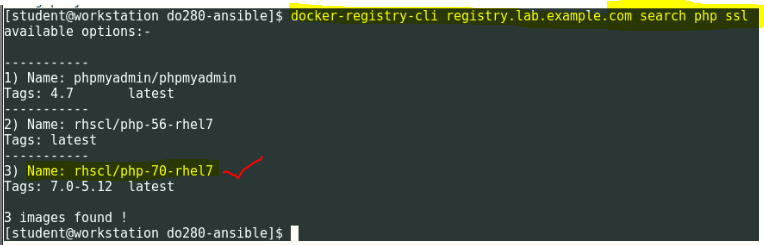 [student@workstation do280-ansible]$ docker-registry-cli registry.lab.example.com search php ssl
available options:-
-----------
1) Name: phpmyadmin/phpmyadmin
Tags: 4.7       latest
-----------
2) Name: rhscl/php-56-rhel7
Tags: latest
-----------
3) Name: rhscl/php-70-rhel7
Tags: 7.0-5.12  latest
3 images found !
[student@workstation do280-ansible]$